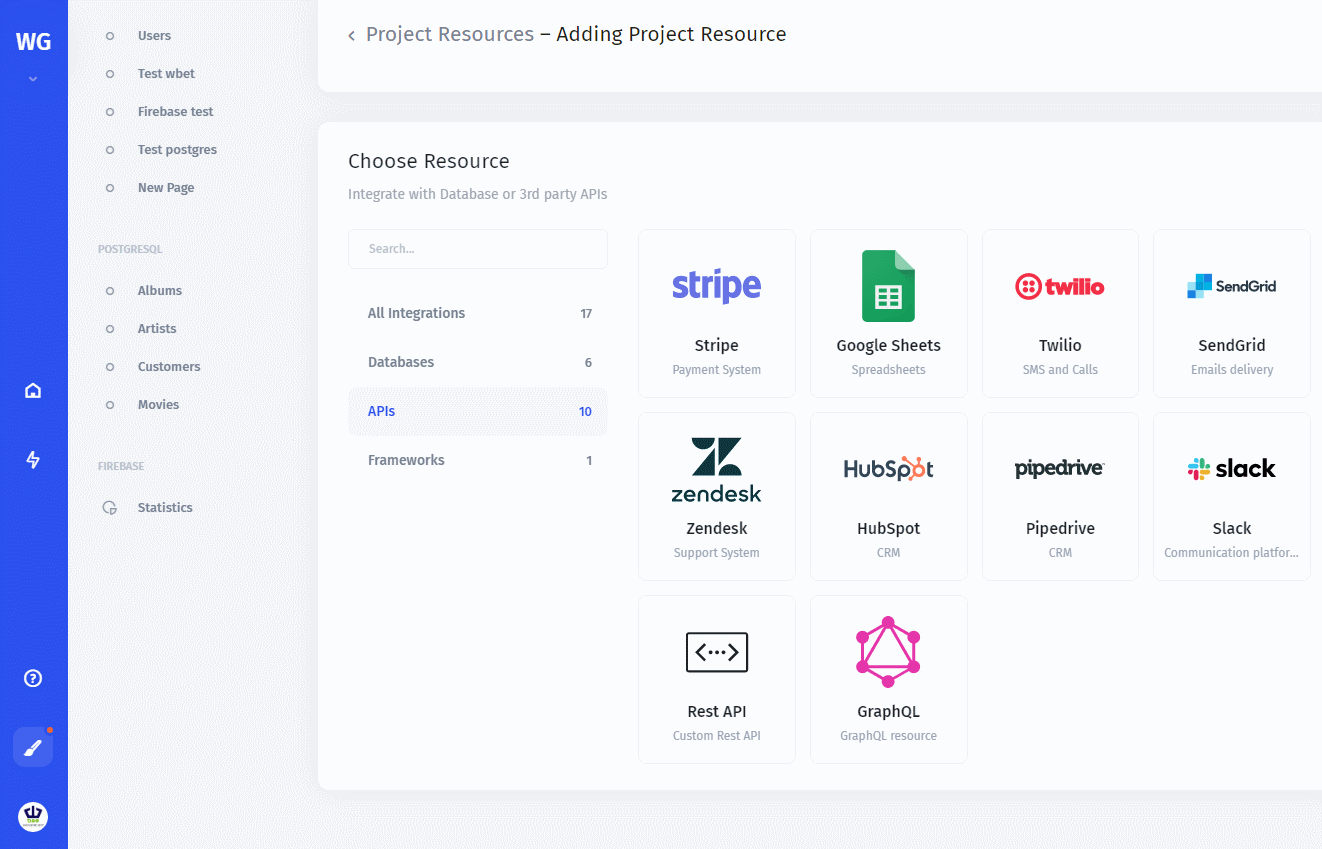 WG
Users
Test wbet
Firebase test
Test postgres
New Page
POSTGRESQL
Albums
Artists
Customers
Movies
FIREBASE
Statistics
Project Resources – Adding Project Resource
Choose Resource
Integrate with Database or 3rd party APIs
Search...
All Integrations 17
Databases 6
APIs 10
Frameworks 1
stripe
Stripe
Payment System
Google Sheets
Spreadsheets
twilio
Twilio
SMS and Calls
SendGrid
SendGrid
Emails delivery
zendesk
Zendesk
Support System
HubSpot
HubSpot
CRM
pipedrive
Pipedrive
CRM
slack
Slack
Communication platfor...
<···>
Rest API
Custom Rest API
GraphQL
GraphQL resource